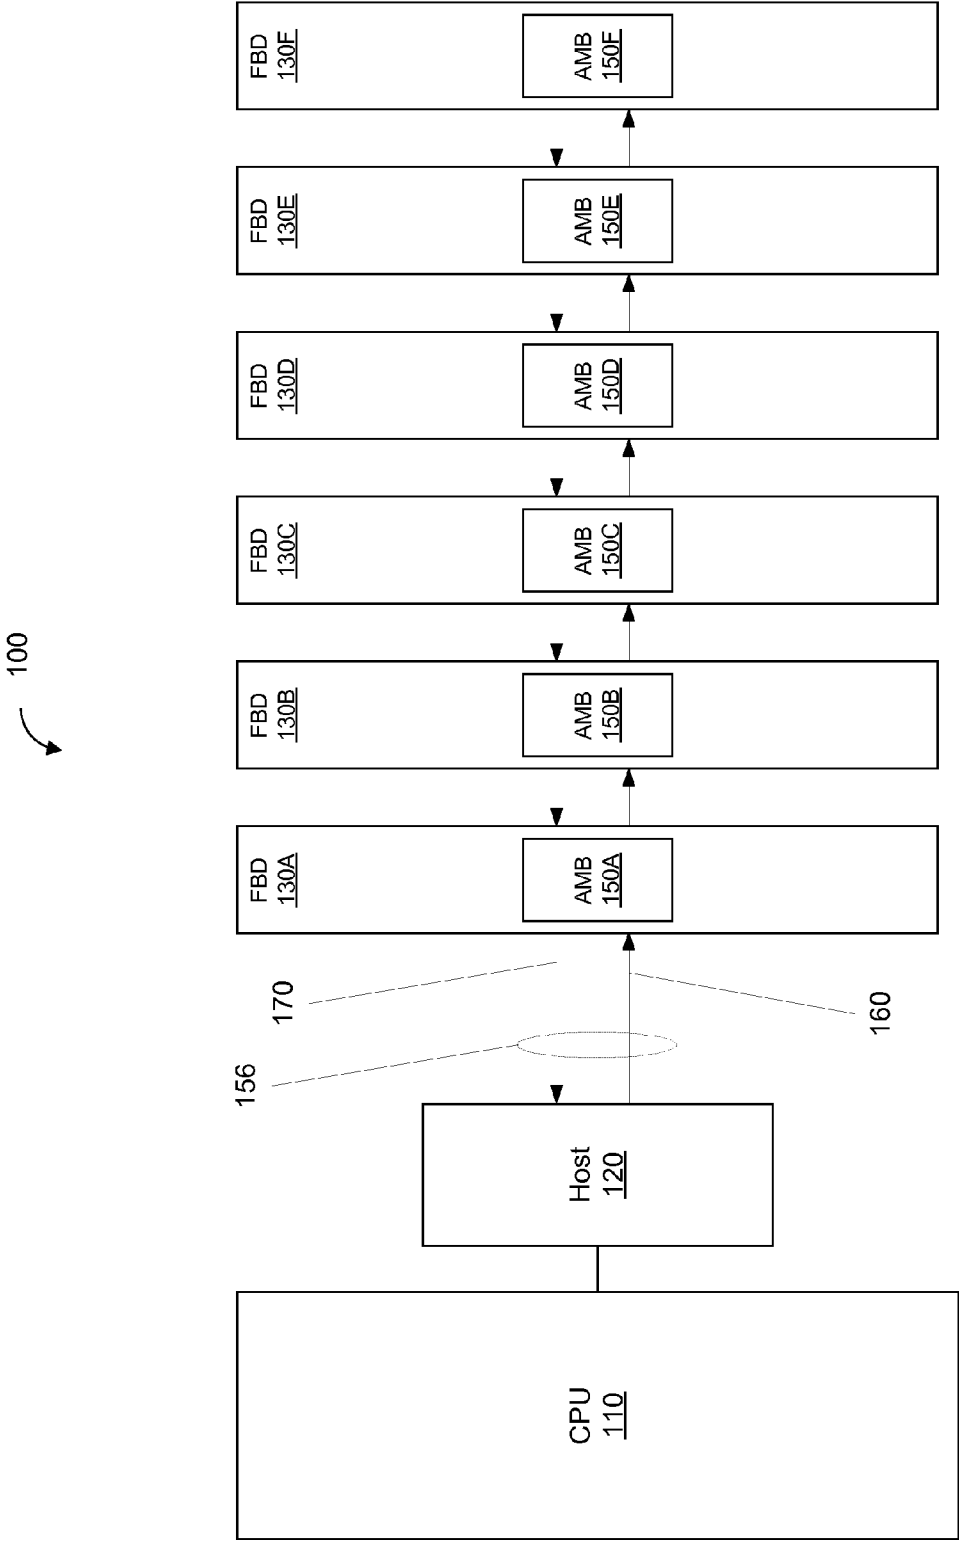 100
CPU
110
Host
120
156
170
160
FBD
130A
AMB
150A
FBD
130B
AMB
150B
FBD
130C
AMB
150C
FBD
130D
AMB
150D
FBD
130E
AMB
150E
FBD
130F
AMB
150F